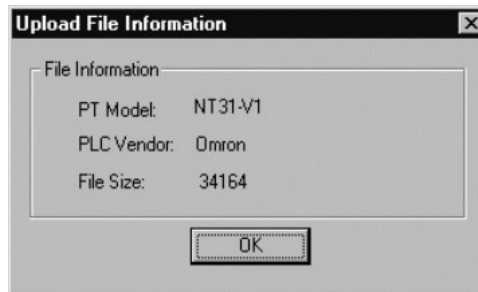 Upload File Information
File Information
PT Model: NT31-V1
PLC Vendor: Omron
File Size: 34164
OK